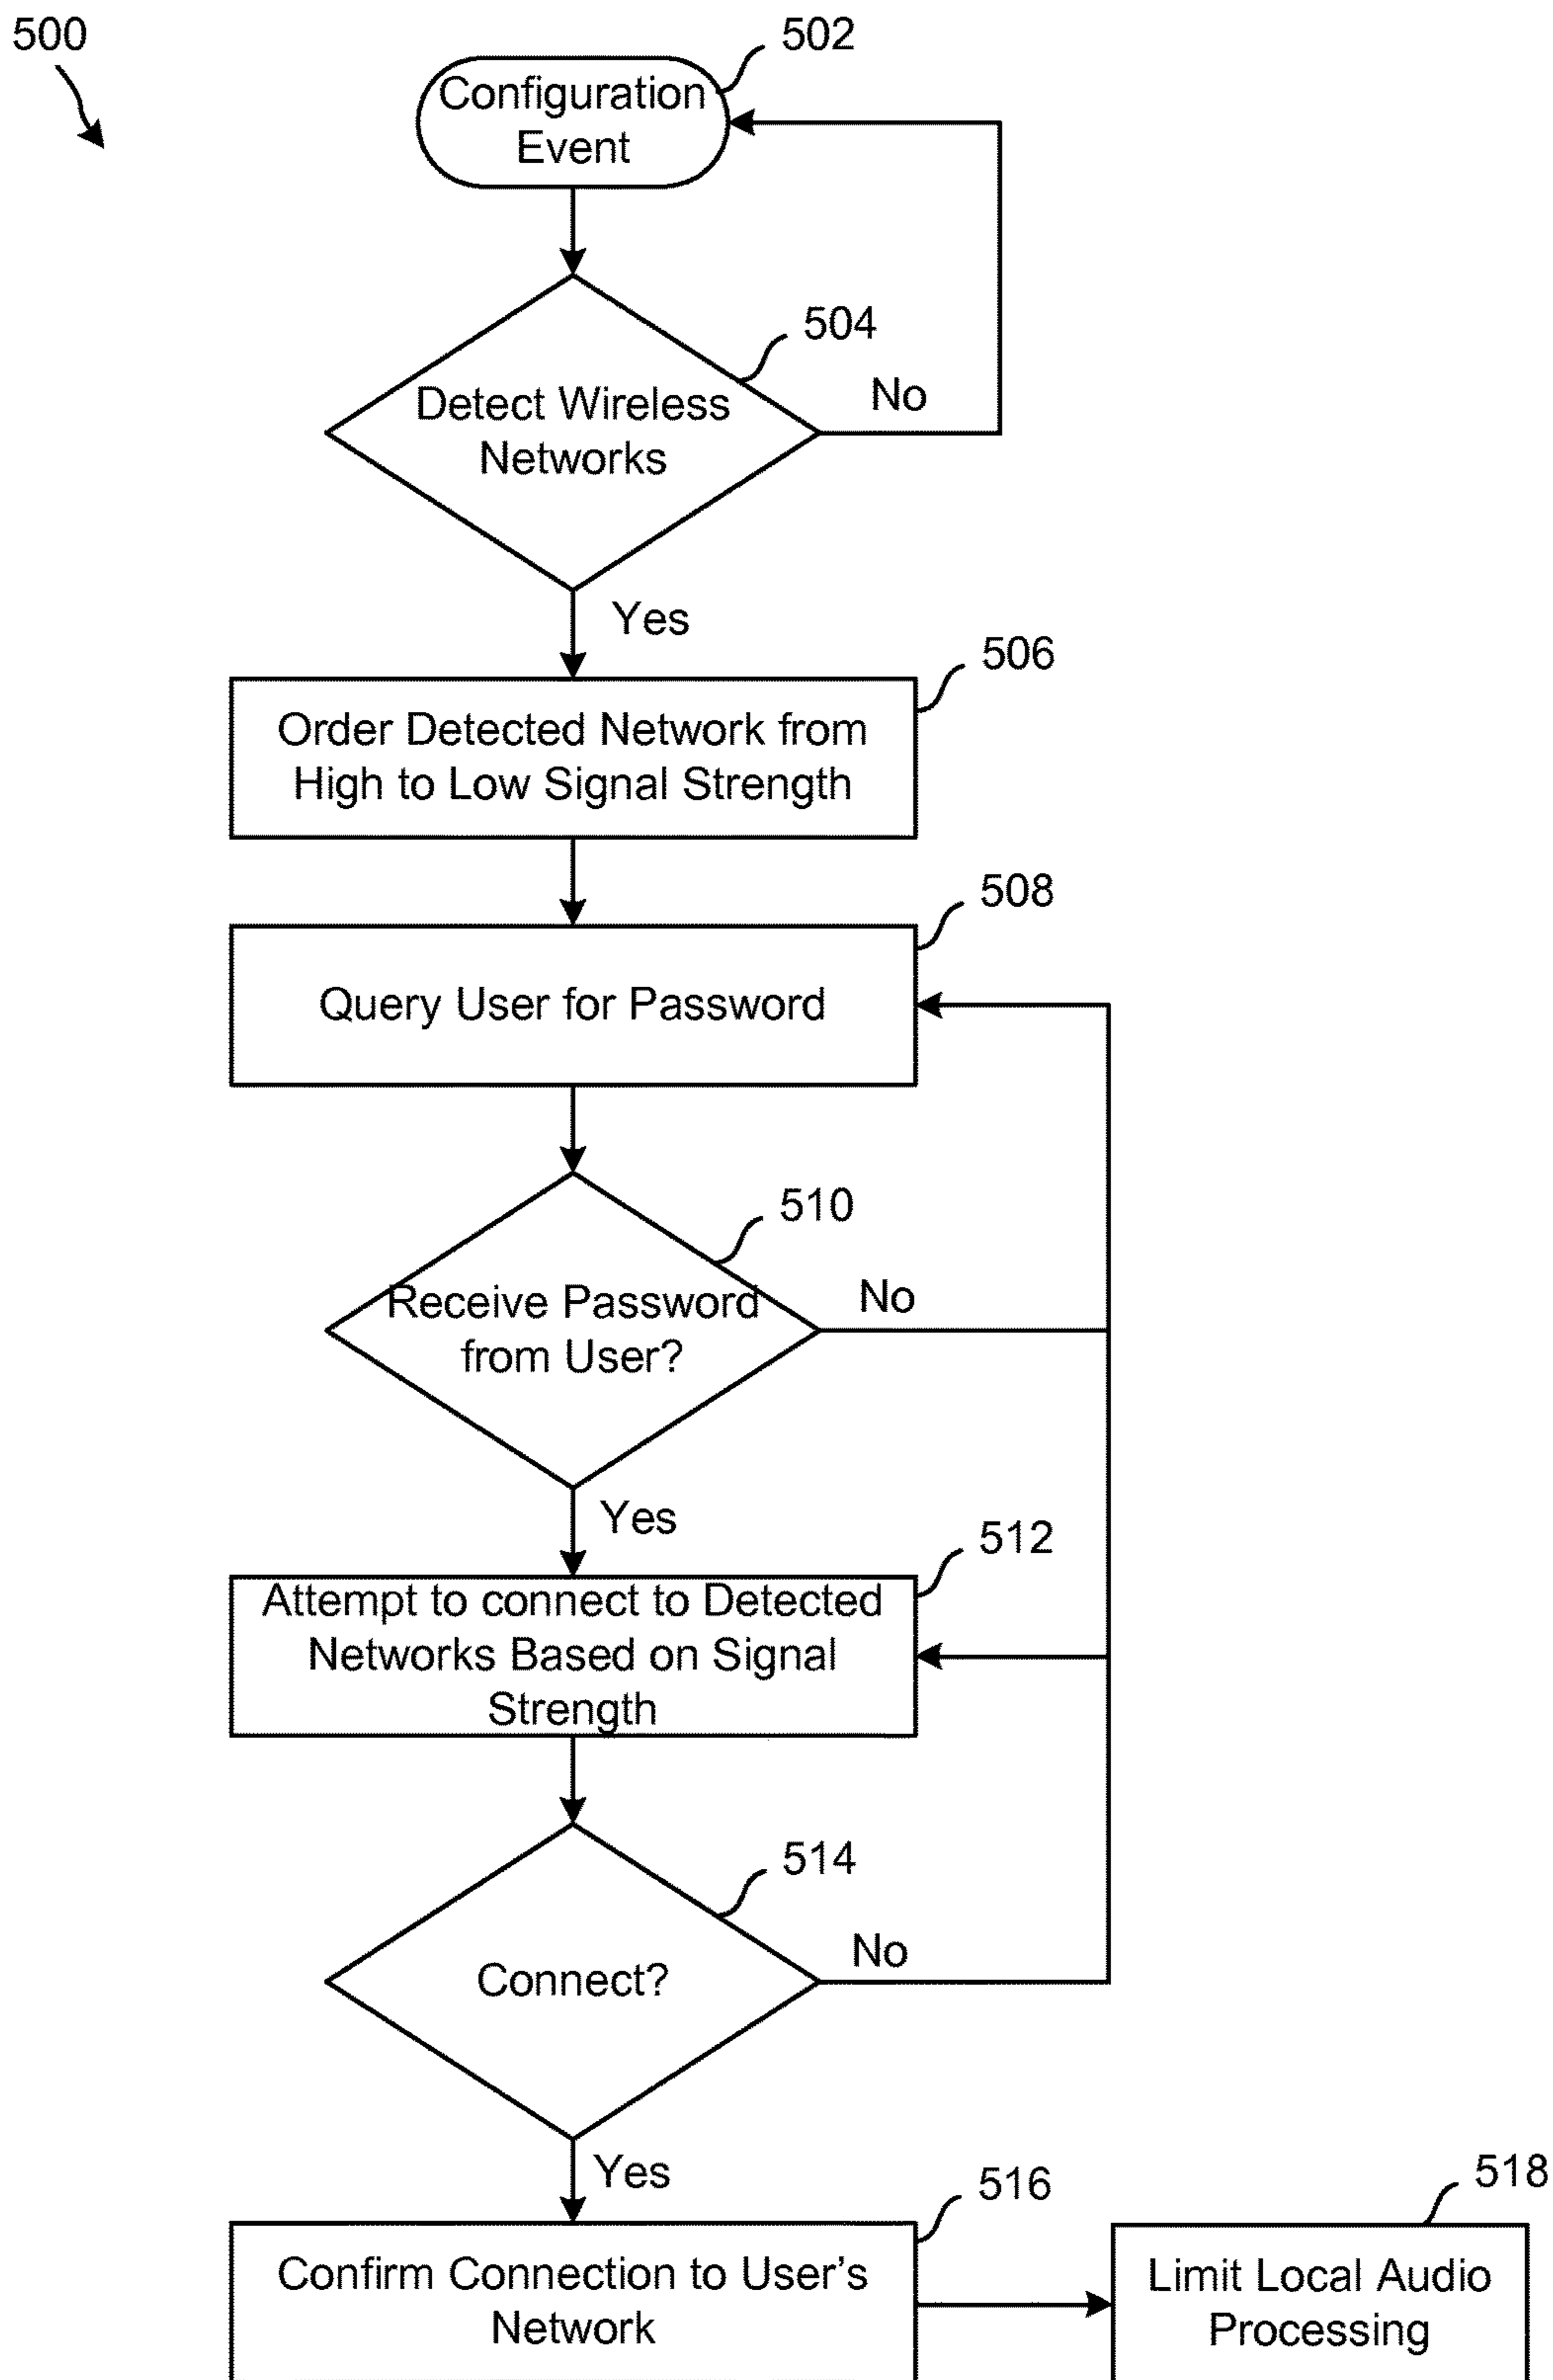 500
502
Configuration
Event
504
Detect Wireless
Networks
No
Yes
506
Order Detected Network from
High to Low Signal Strength
508
Query User for Password
510
Receive Password
from User?
No
Yes
512
Attempt to connect to Detected
Networks Based on Signal
Strength
514
Connect?
No
Yes
516
Confirm Connection to User’s
Network
518
Limit Local Audio
Processing